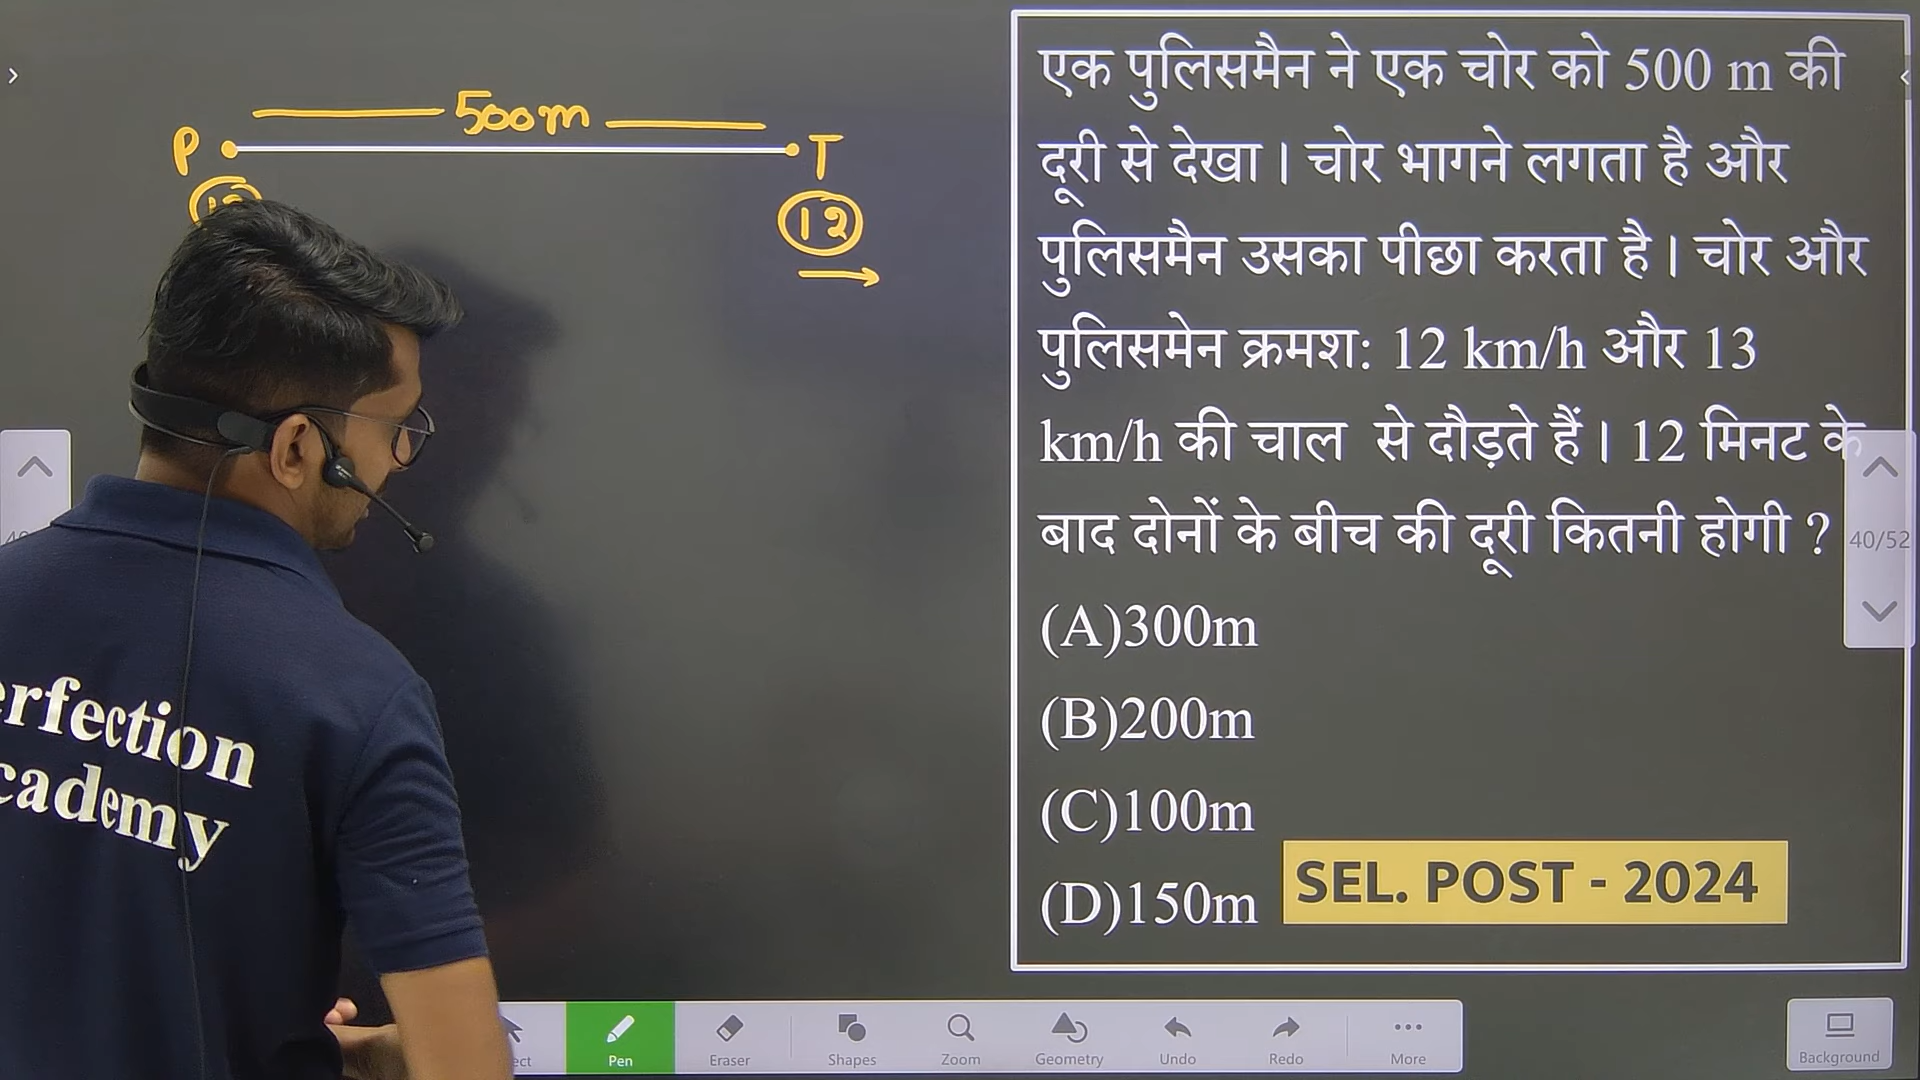 500m
P
T
12
एक पुलिसमैन ने एक चोर को 500 m की
दूरी से देखा। चोर भागने लगता है और
पुलिसमैन उसका पीछा करता है। चोर और
पुलिसमेन क्रमश: 12 km/h और 13
km/h की चाल से दौड़ते हैं। 12 मिनट के
बाद दोनों के बीच की दूरी कितनी होगी ?
(A)300m
(B)200m
(C)100m
(D)150m
SEL. POST - 2024
40/52
erfection
cademy
ect
Pen
Eraser
Shapes
Zoom
Geometry
Undo
Redo
More
Background